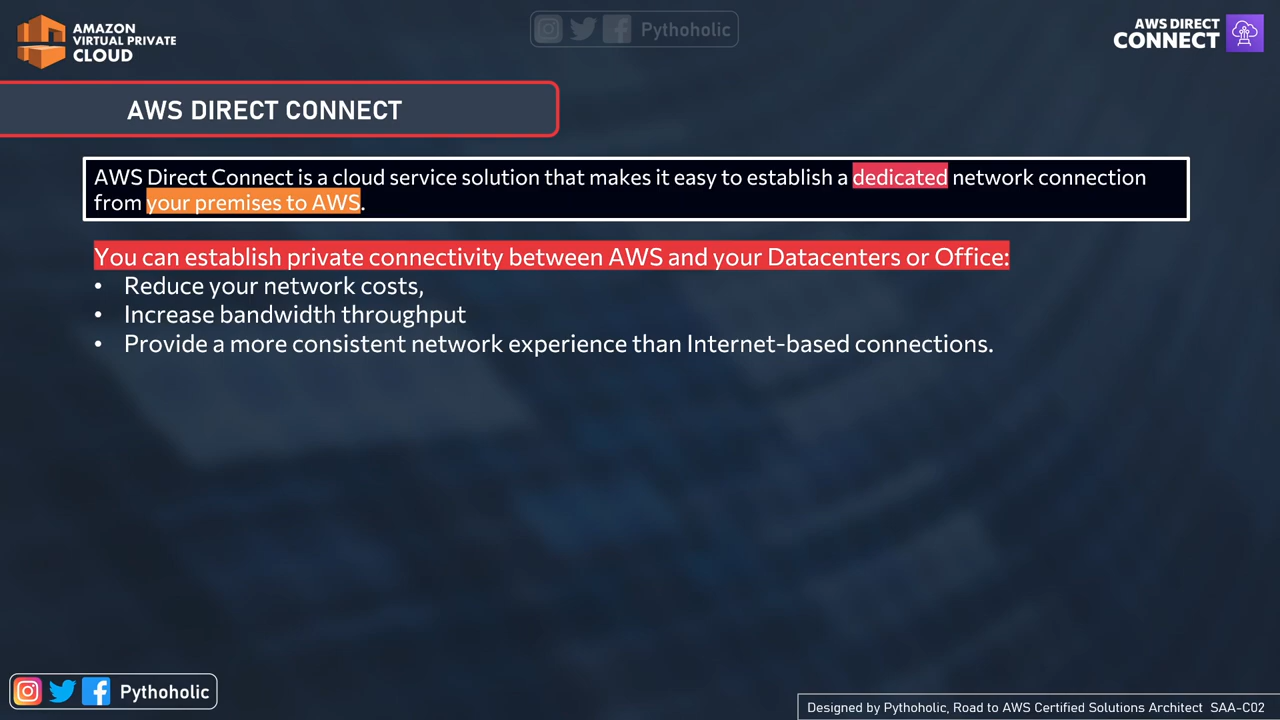 AMAZON
VIRTUAL PRIVATE
CLOUD
Pythoholic
AWS DIRECT
CONNECT
AWS DIRECT CONNECT
AWS Direct Connect is a cloud service solution that makes it easy to establish a dedicated network connection
from your premises to AWS.
You can establish private connectivity between AWS and your Datacenters or Office:
• Reduce your network costs,
• Increase bandwidth throughput
• Provide a more consistent network experience than Internet-based connections.
Pythoholic
Designed by Pythoholic, Road to AWS Certified Solutions Architect SAA-C02